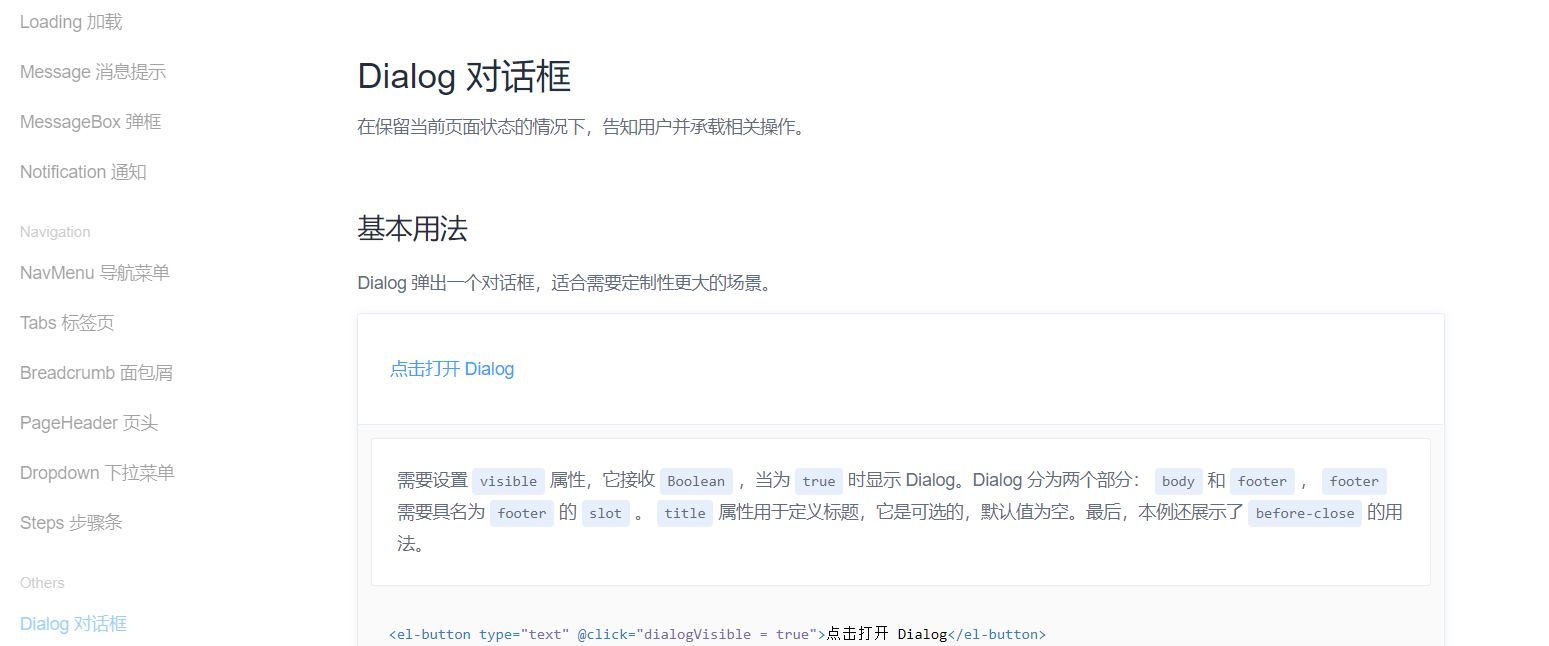 Loading 加载
Message 消息提示
MessageBox 弹框
Notification 通知
Navigation
NavMenu 导航菜单
Tabs 标签页
Breadcrumb 面包屑
PageHeader 页头
Dropdown 下拉菜单
Steps 步骤条
Others
Dialog 对话框
Dialog 对话框
在保留当前页面状态的情况下，告知用户并承载相关操作。
基本用法
Dialog 弹出一个对话框，适合需要定制性更大的场景。
点击打开 Dialog
需要设置 visible 属性，它接收 Boolean ，当为 true 时显示 Dialog。Dialog 分为两个部分： body 和 footer ， footer
需要具名为 footer 的 slot 。 title 属性用于定义标题，它是可选的，默认值为空。最后，本例还展示了 before-close 的用
法。
<el-button type="text" @click="dialogVisible = true">点击打开 Dialog</el-button>